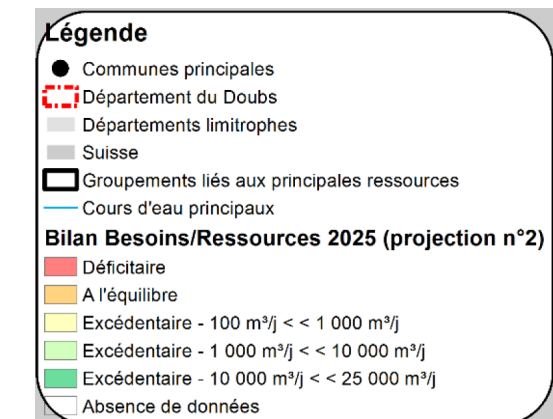 Légende
Communes principales
Département du Doubs
Départements limitrophes
Suisse
Groupements liés aux principales ressources
Cours d'eau principaux
Bilan Besoins/Ressources 2025 (projection n°2)
Déficitaire
A l'équilibre
Excédentaire - 100 m³/j < < 1 000 m³/j
Excédentaire - 1 000 m³/j < < 10 000 m³/j
Excédentaire - 10 000 m³/j < < 25 000 m³/j
Absence de données